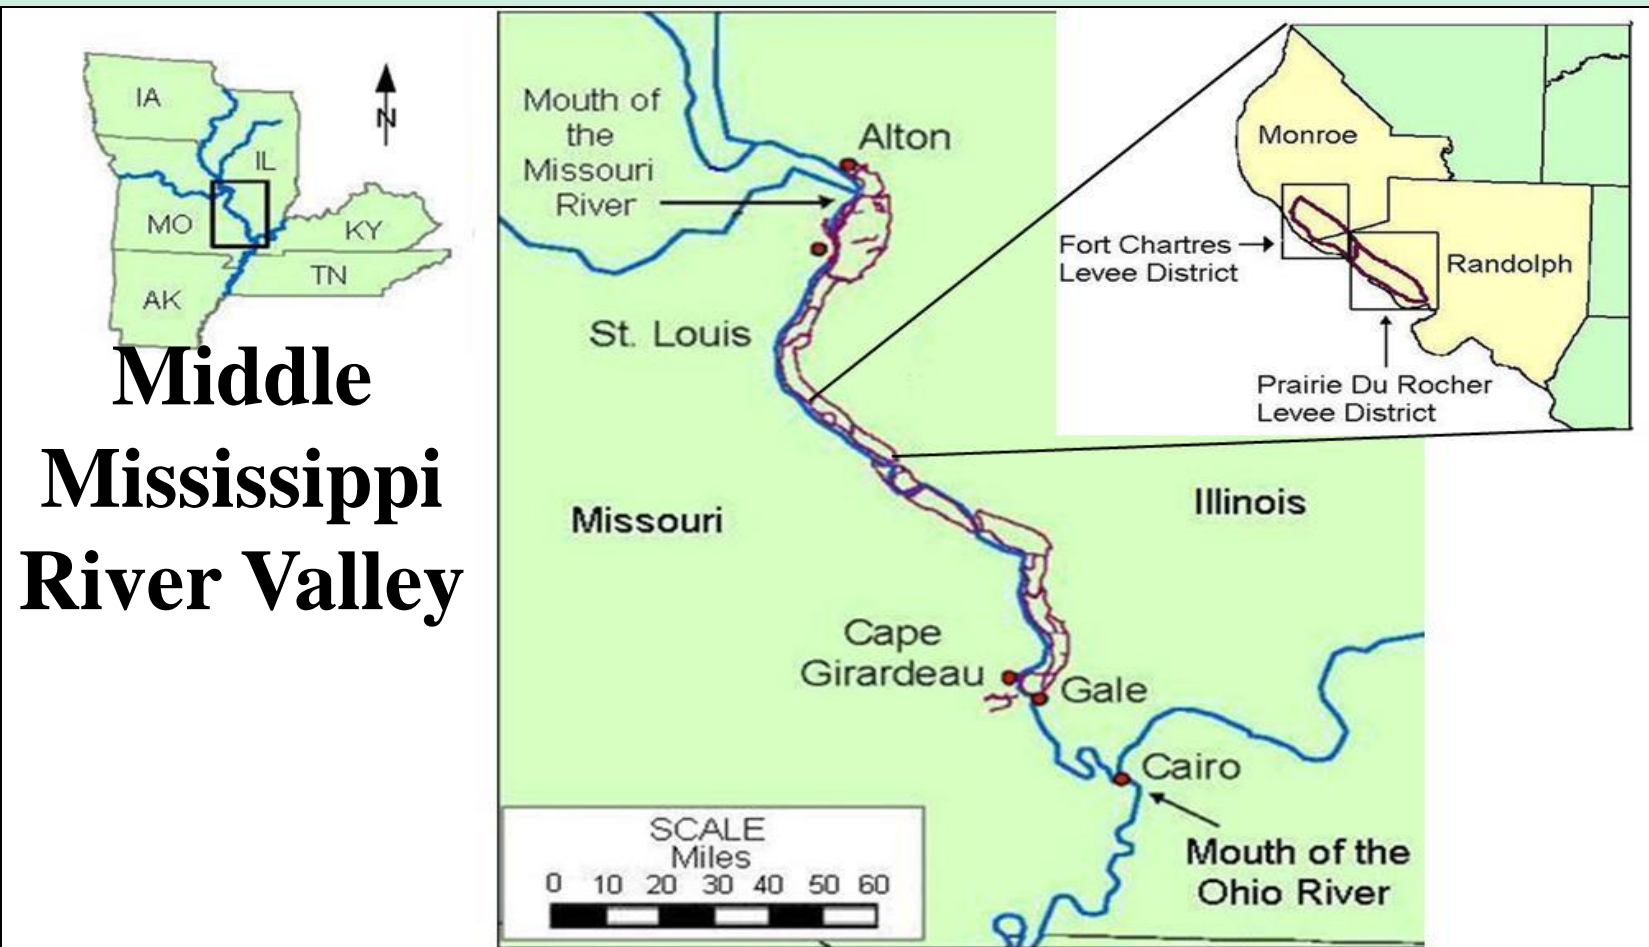 IA
N
IL
MO
KY
TN
AK
Middle
Mississippi
River Valley
Mouth of
the
Missouri
River
Alton
St. Louis
Missouri
Illinois
Cape
Girardeau
Gale
Cairo
Mouth of the
Ohio River
SCALE
Miles
0 10 20 30 40 50 60
Monroe
Fort Chartres
Levee District
Randolph
Prairie Du Rocher
Levee District